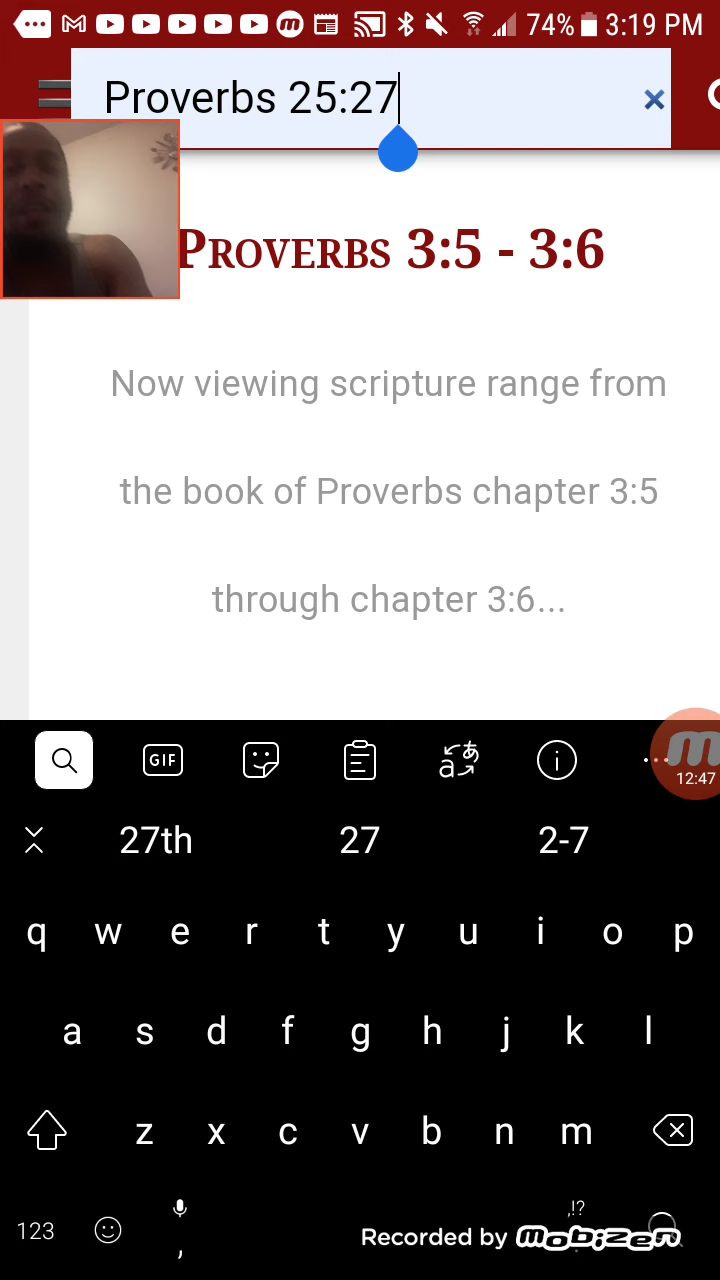 74% 3:19 PM
Proverbs 25:27
Proverbs 3:5 - 3:6
Now viewing scripture range from
the book of Proverbs chapter 3:5
through chapter 3:6...
GIF
12:47
27th 27 2-7
q w e r t y u i o p
a s d f g h j k l
z x c v b n m
,!?
123 ,
Recorded by mobizen